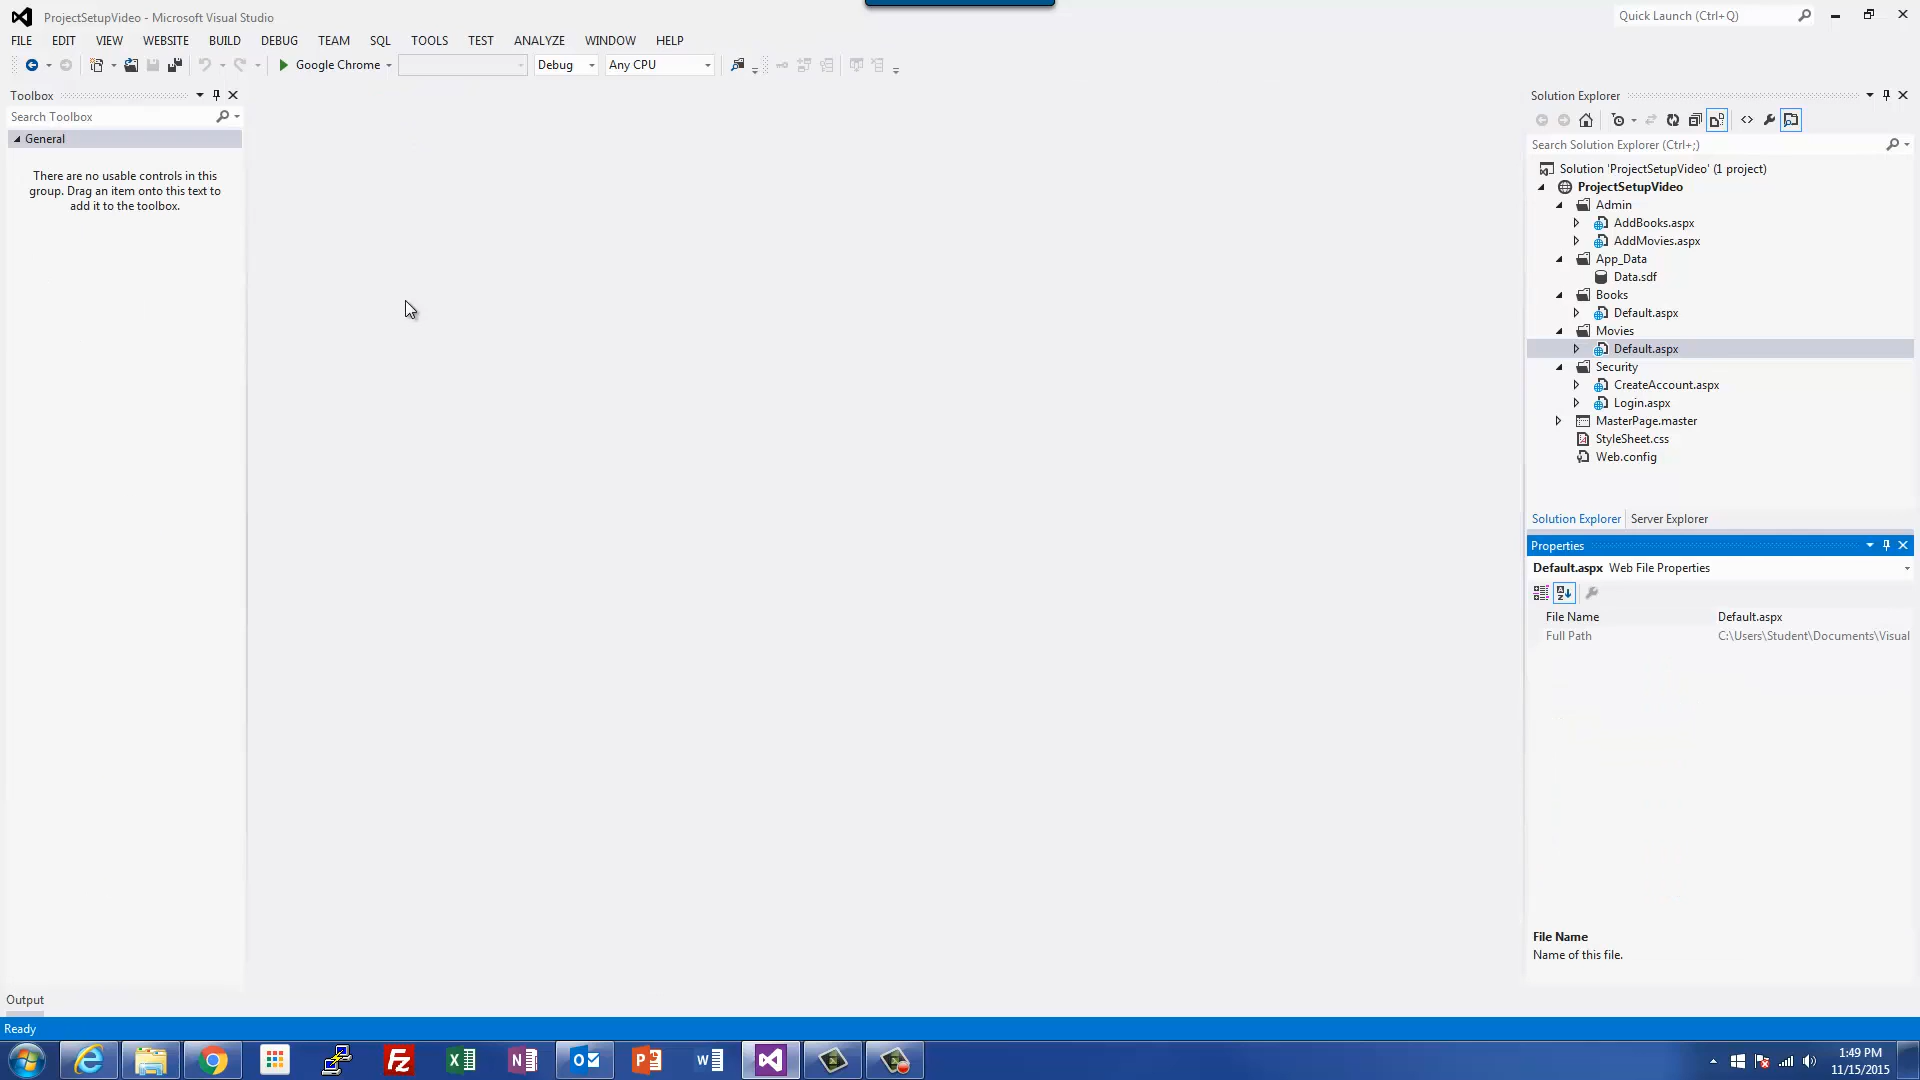 ProjectSetupVideo - Microsoft Visual Studio
Quick Launch (Ctrl+Q)
FILE EDIT VIEW WEBSITE BUILD DEBUG TEAM SQL TOOLS TEST ANALYZE WINDOW HELP
Google Chrome Debug Any CPU
Toolbox
Search Toolbox
General
There are no usable controls in this
group. Drag an item onto this text to
add it to the toolbox.
Solution Explorer
Search Solution Explorer (Ctrl+;)
Solution 'ProjectSetupVideo' (1 project)
ProjectSetupVideo
Admin
AddBooks.aspx
AddMovies.aspx
App_Data
Data.sdf
Books
Default.aspx
Movies
Default.aspx
Security
CreateAccount.aspx
Login.aspx
MasterPage.master
StyleSheet.css
Web.config
Solution Explorer Server Explorer
Properties
Default.aspx Web File Properties
File Name Default.aspx
Full Path C:\Users\Student\Documents\Visual
File Name
Name of this file.
Output
Ready
1:49 PM
11/15/2015